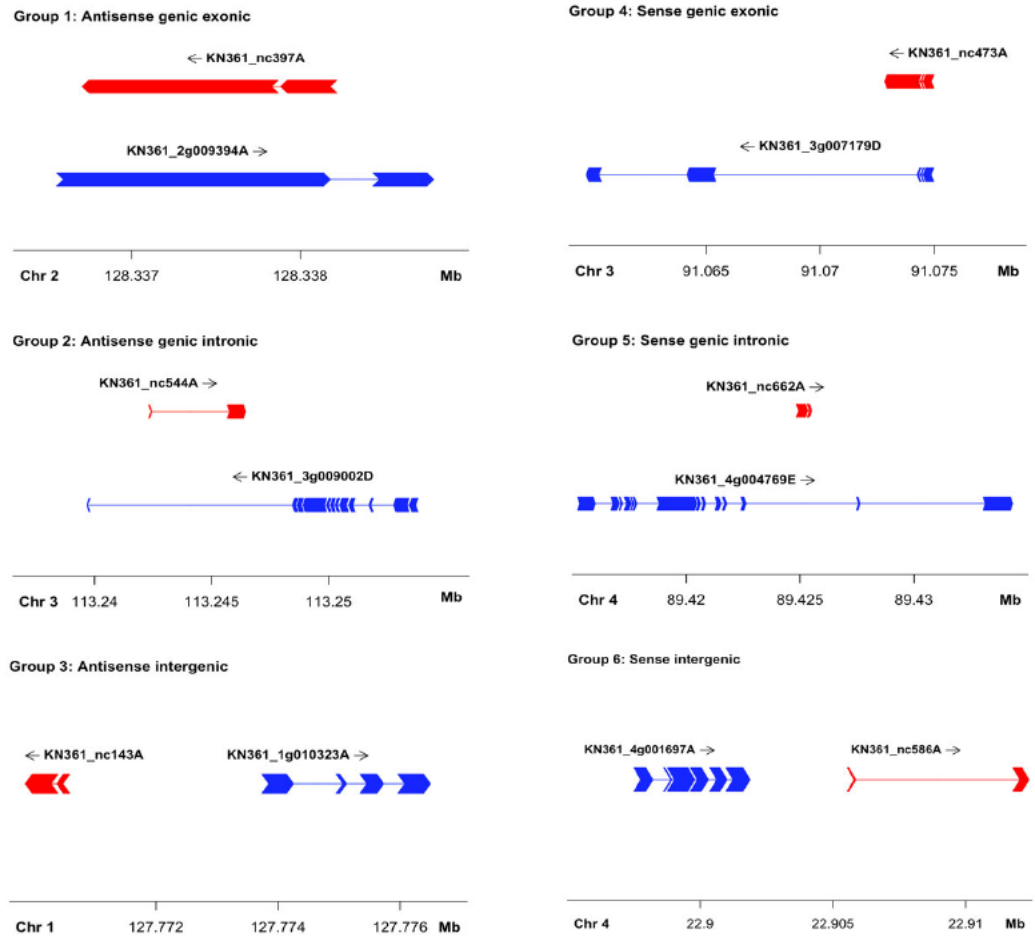 Group 1: Antisense genic exonic
← KN361_nc397A
KN361_2g009394A →
Chr 2 128.337 128.338 Mb
Group 4: Sense genic exonic
← KN361_nc473A
← KN361_3g007179D
Chr 3 91.065 91.07 91.075 Mb
Group 2: Antisense genic intronic
KN361_nc544A →
← KN361_3g009002D
Chr 3 113.24 113.245 113.25 Mb
Group 5: Sense genic intronic
KN361_nc662A →
KN361_4g004769E →
Chr 4 89.42 89.425 89.43 Mb
Group 3: Antisense intergenic
← KN361_nc143A KN361_1g010323A →
Chr 1 127.772 127.774 127.776 Mb
Group 6: Sense intergenic
KN361_4g001697A → KN361_nc586A →
Chr 4 22.9 22.905 22.91 Mb